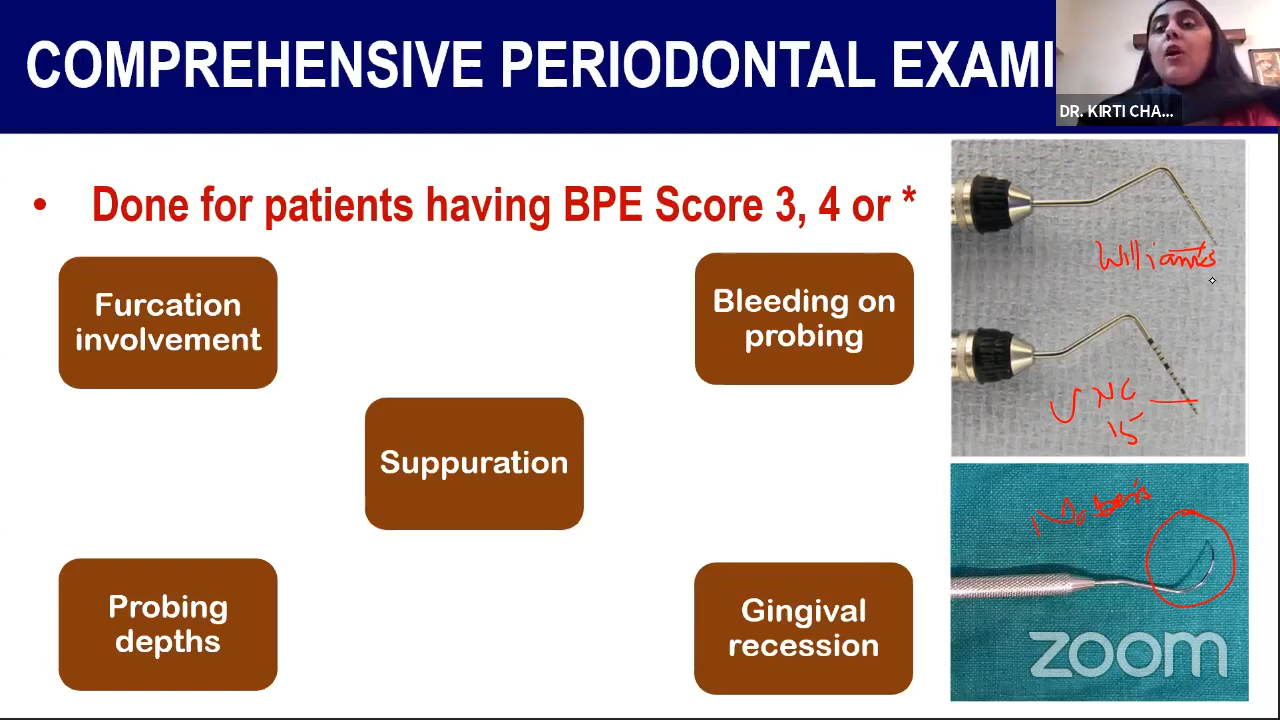 COMPREHENSIVE PERIODONTAL EXAMI
DR. KIRTI CHA...
• Done for patients having BPE Score 3, 4 or *
Furcation
involvement
Bleeding on
probing
Suppuration
Probing
depths
Gingival
recession
Williams
UNC
15
Nabers
zoom